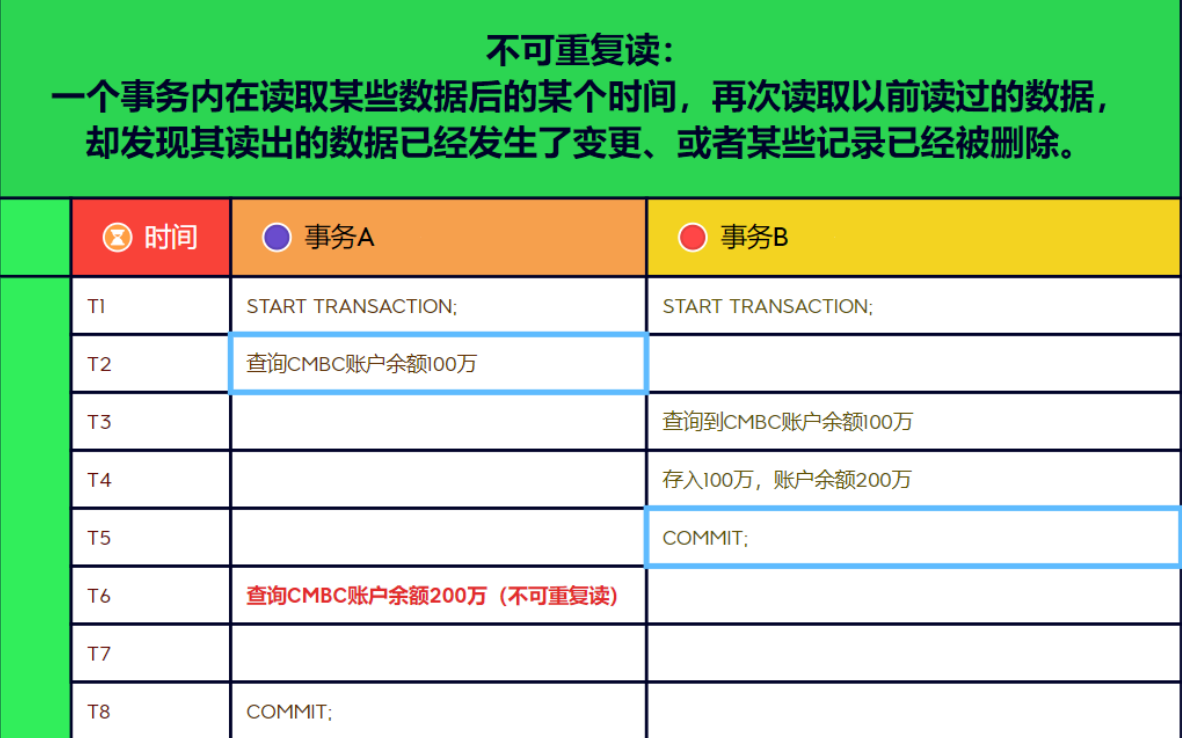 不可重复读：
一个事务内在读取某些数据后的某个时间，再次读取以前读过的数据，
却发现其读出的数据已经发生了变更、或者某些记录已经被删除。
时间 事务A 事务B
T1 START TRANSACTION; START TRANSACTION;
T2 查询CMBC账户余额100万
T3 查询到CMBC账户余额100万
T4 存入100万，账户余额200万
T5 COMMIT;
T6 查询CMBC账户余额200万（不可重复读）
T7
T8 COMMIT;